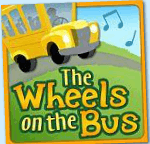 The
Wheels
on the
Bus